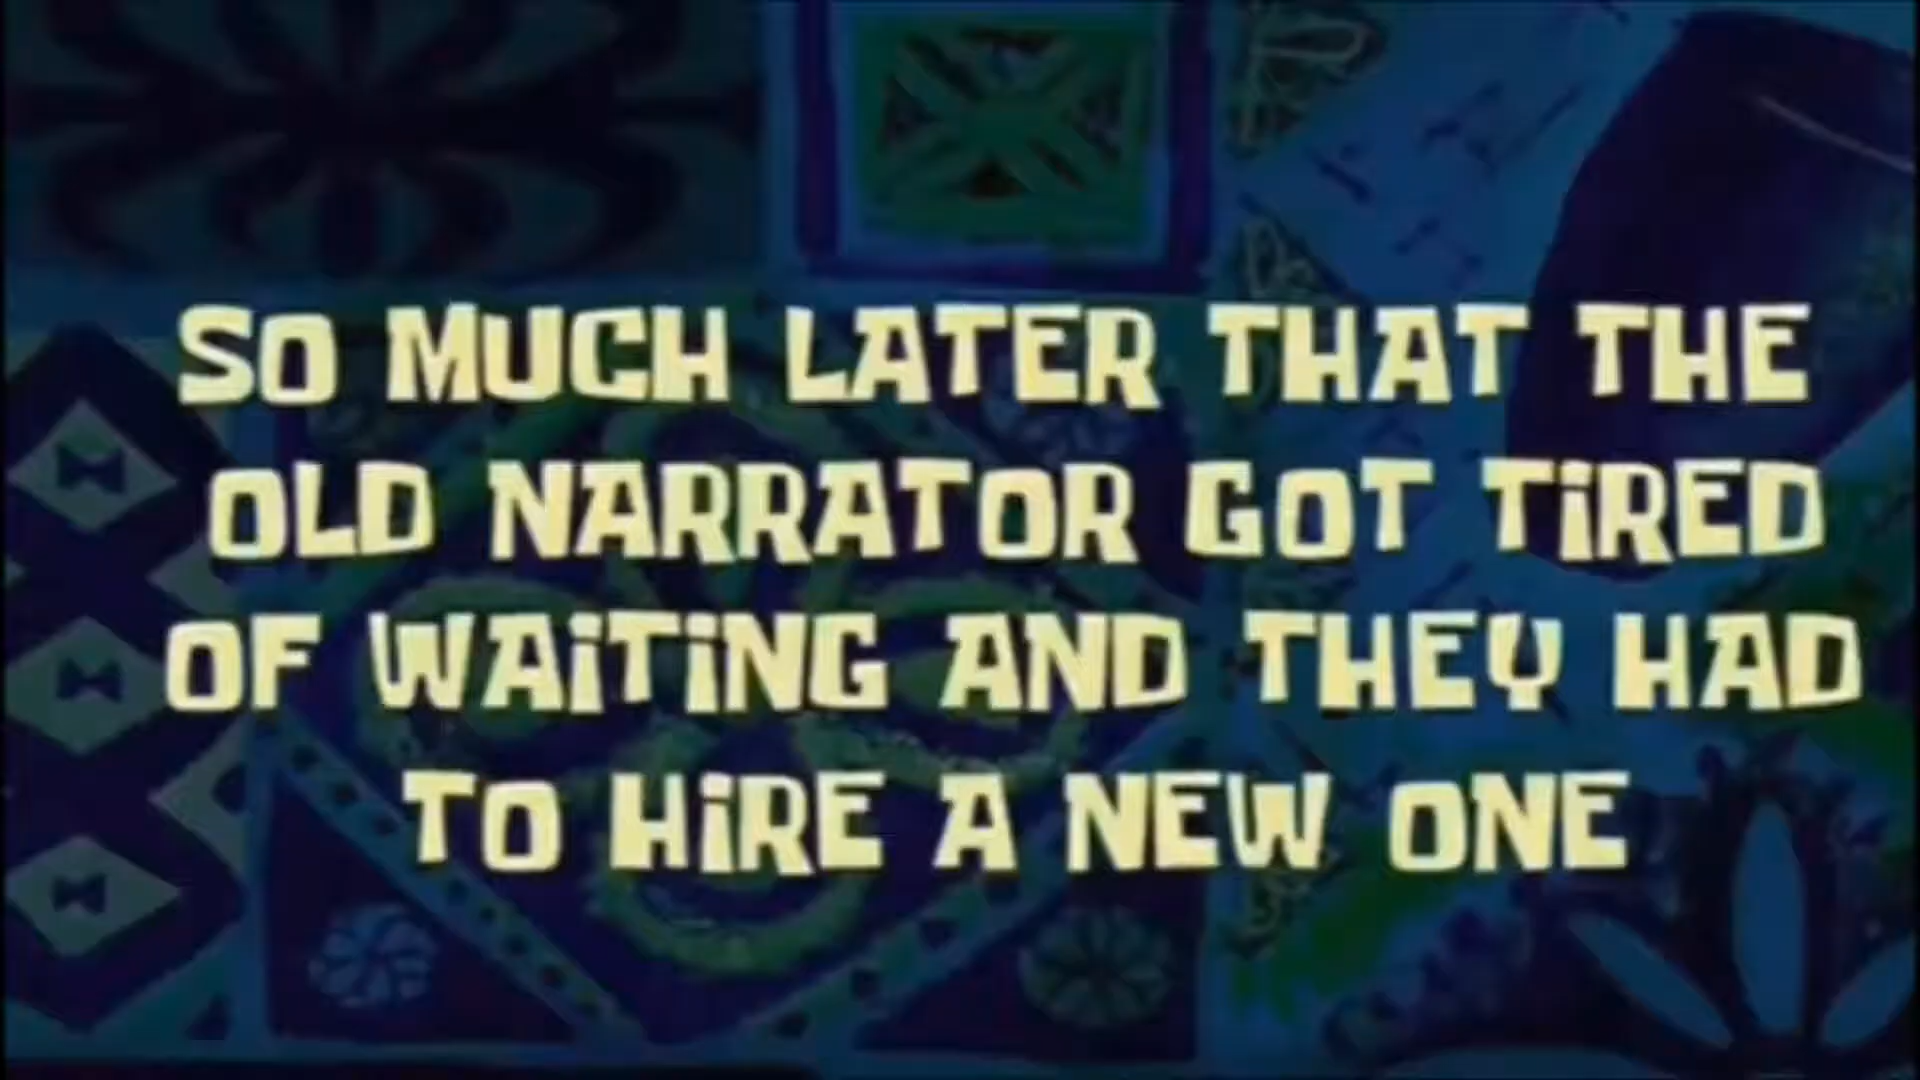 SO MUCH LATER THAT THE
OLD NARRATOR GOT TiRED
OF WAiTiNG AND THEY HAD
TO HiRE A NEW ONE